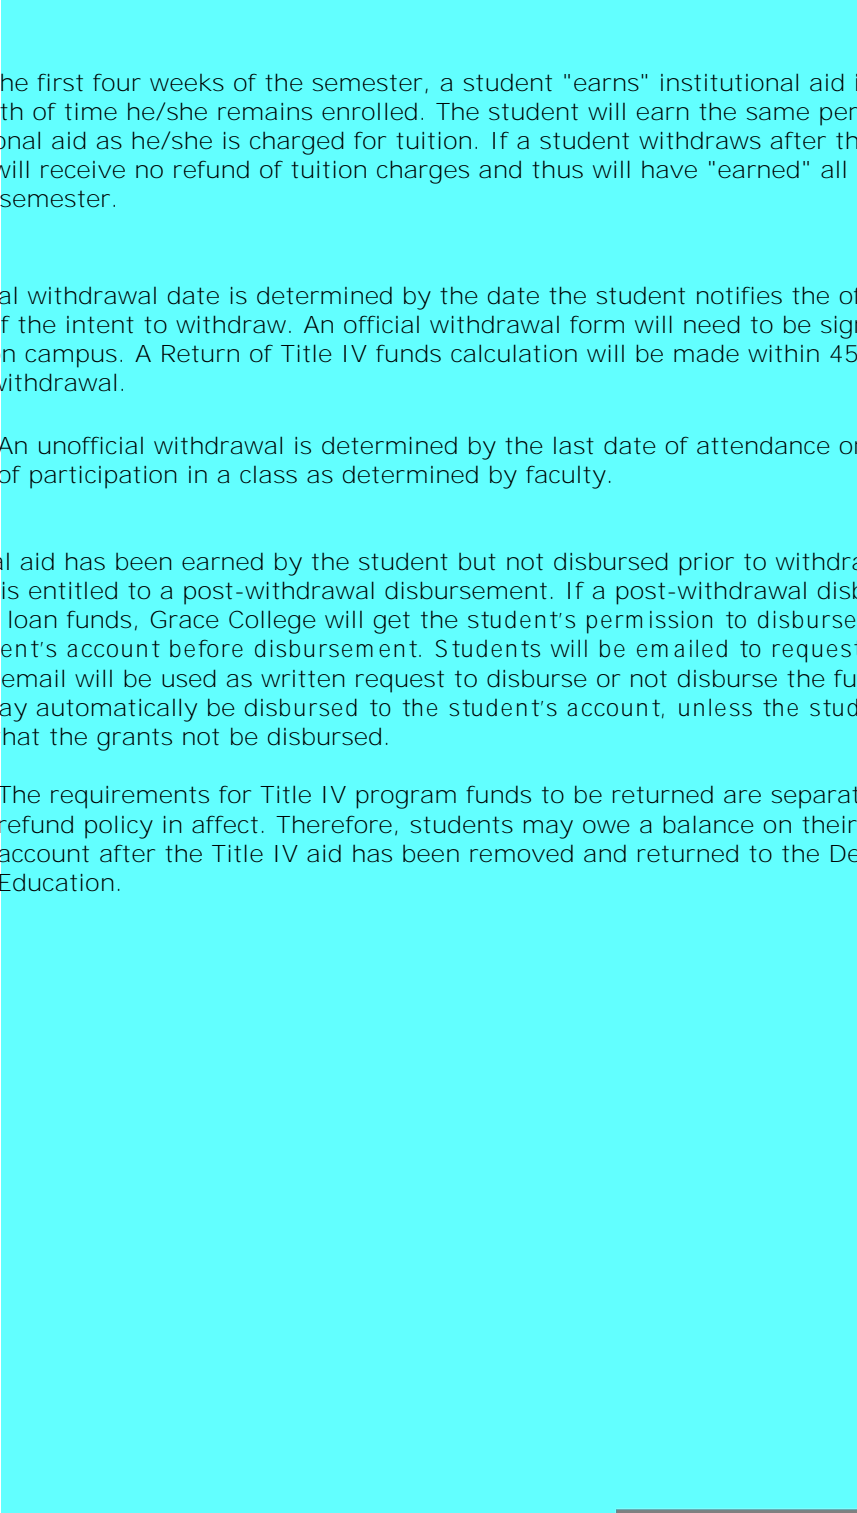 he first four weeks of the semester, a student "earns" institutional aid
th of time he/she remains enrolled. The student will earn the same per
onal aid as he/she is charged for tuition. If a student withdraws after th
will receive no refund of tuition charges and thus will have "earned" all
semester.
al withdrawal date is determined by the date the student notifies the of
f the intent to withdraw. An official withdrawal form will need to be sig
n campus. A Return of Title IV funds calculation will be made within 45
withdrawal.
An unofficial withdrawal is determined by the last date of attendance or
of participation in a class as determined by faculty.
al aid has been earned by the student but not disbursed prior to withdra
is entitled to a post-withdrawal disbursement. If a post-withdrawal disb
loan funds, Grace College will get the student's permission to disburse
ent's account before disbursement. Students will be emailed to request
email will be used as written request to disburse or not disburse the fu
ay automatically be disbursed to the student's account, unless the stud
hat the grants not be disbursed.
The requirements for Title IV program funds to be returned are separat
refund policy in affect. Therefore, students may owe a balance on their
account after the Title IV aid has been removed and returned to the De
Education.